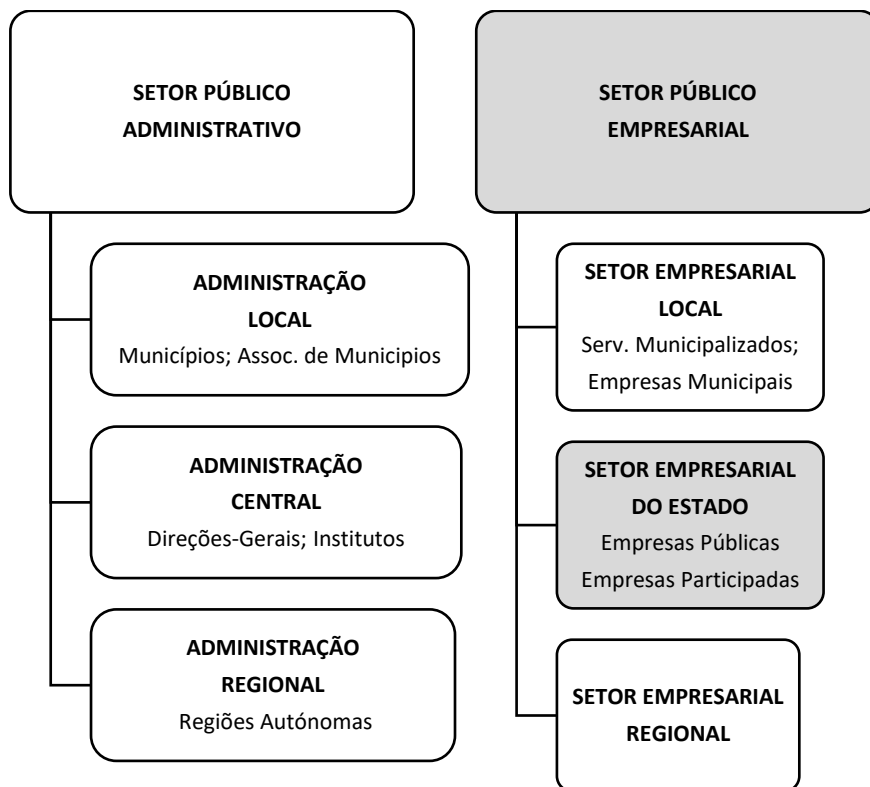 SETOR PÚBLICO
ADMINISTRATIVO
ADMINISTRAÇÃO
LOCAL
Municípios; Assoc. de Municipios
ADMINISTRAÇÃO
CENTRAL
Direções-Gerais; Institutos
ADMINISTRAÇÃO
REGIONAL
Regiões Autónomas
SETOR PÚBLICO
EMPRESARIAL
SETOR EMPRESARIAL
LOCAL
Serv. Municipalizados;
Empresas Municipais
SETOR EMPRESARIAL
DO ESTADO
Empresas Públicas
Empresas Participadas
SETOR EMPRESARIAL
REGIONAL